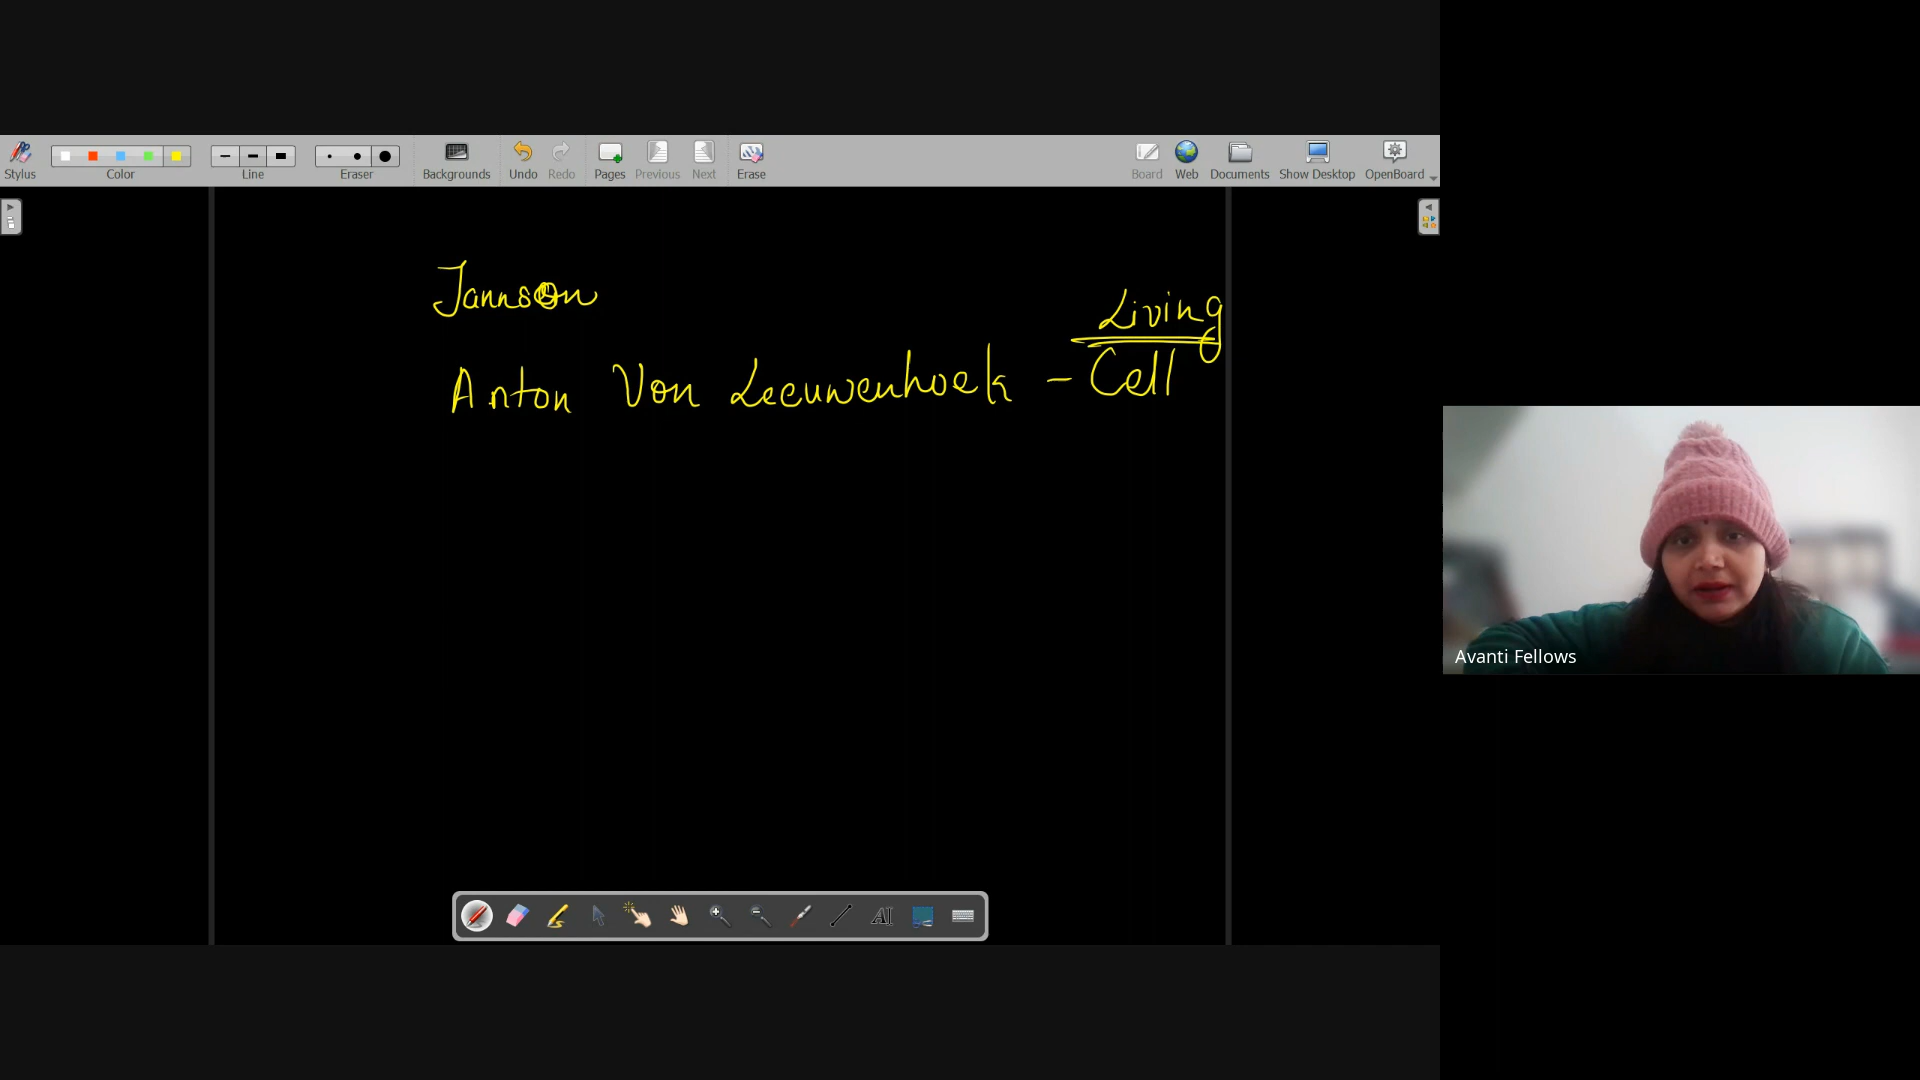 Stylus Color Line Eraser Backgrounds Undo Redo Pages Previous Next Erase Board Web Documents Show Desktop OpenBoard
Jannson
Living
Anton Von Leeuwenhoek - Cell
Avanti Fellows